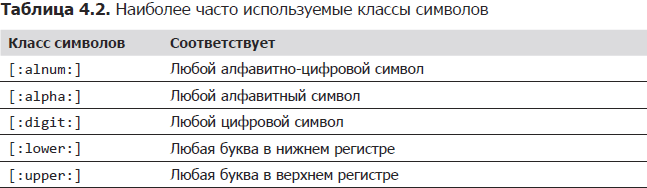 Таблица 4.2. Наиболее часто используемые классы символов
Класс символов Соответствует
[:alnum:] Любой алфавитно-цифровой символ
[:alpha:] Любой алфавитный символ
[:digit:] Любой цифровой символ
[:lower:] Любая буква в нижнем регистре
[:upper:] Любая буква в верхнем регистре